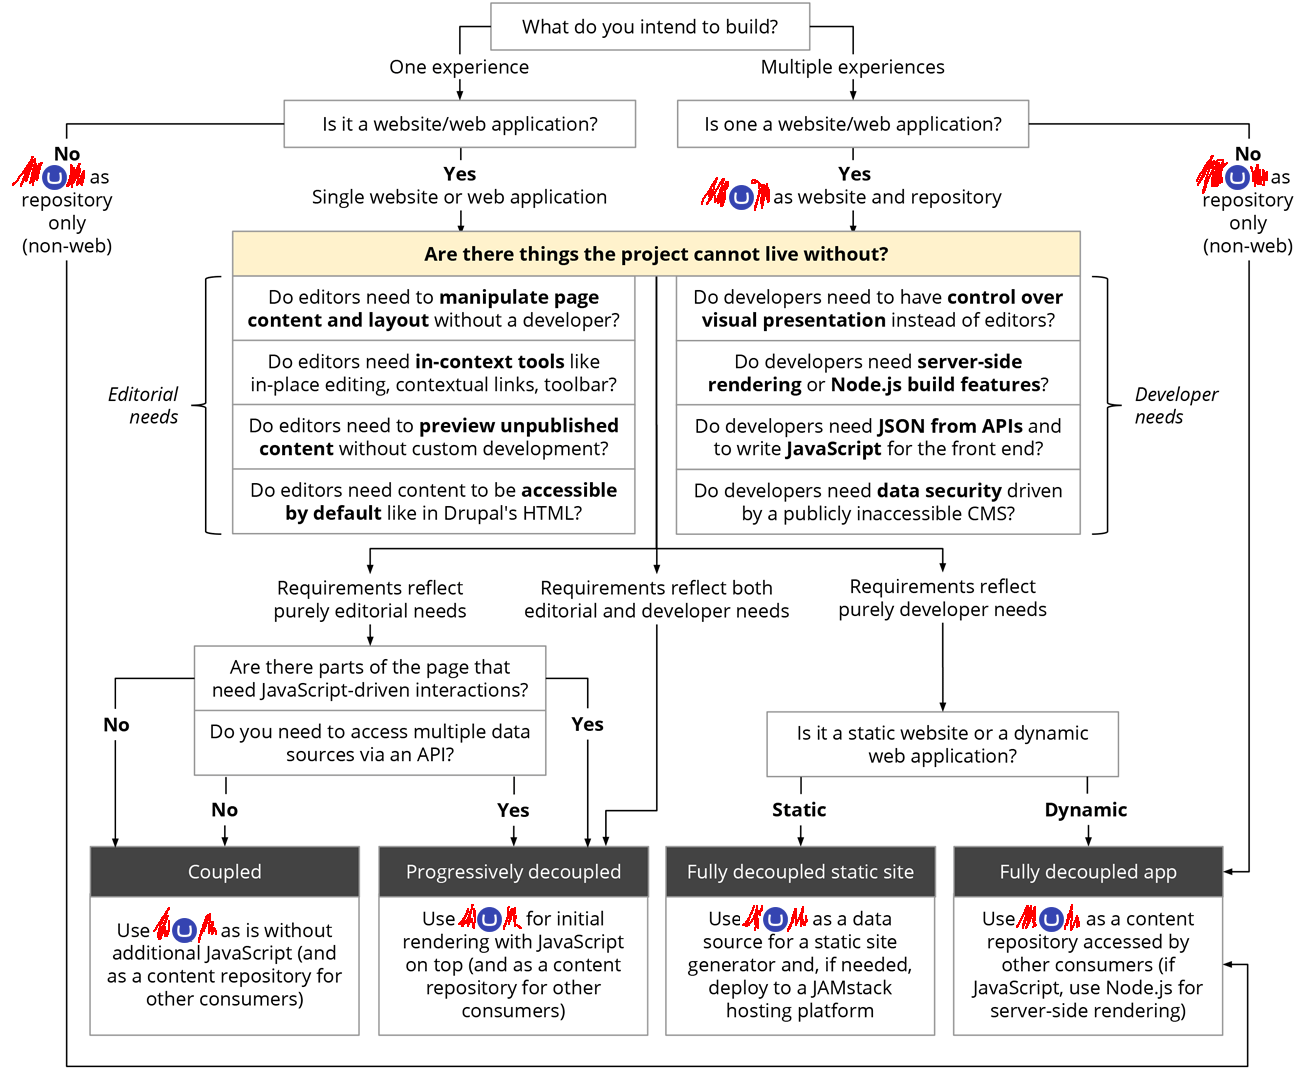 What do you intend to build?
One experience
Multiple experiences
Is it a website/web application?
Is one a website/web application?
No
as
repository
only
(non-web)
Yes
Single website or web application
Yes
as website and repository
No
as
repository
only
(non-web)
Are there things the project cannot live without?
Editorial
needs
Do editors need to manipulate page
content and layout without a developer?
Do editors need in-context tools like
in-place editing, contextual links, toolbar?
Do editors need to preview unpublished
content without custom development?
Do editors need content to be accessible
by default like in Drupal's HTML?
Do developers need to have control over
visual presentation instead of editors?
Do developers need server-side
rendering or Node.js build features?
Do developers need JSON from APIs and
to write JavaScript for the front end?
Do developers need data security driven
by a publicly inaccessible CMS?
Developer
needs
Requirements reflect
purely editorial needs
Requirements reflect both
editorial and developer needs
Requirements reflect
purely developer needs
Are there parts of the page that
need JavaScript-driven interactions?
Do you need to access multiple data
sources via an API?
No
Yes
No
Yes
Is it a static website or a dynamic
web application?
Static
Dynamic
Coupled
Use as is without
additional JavaScript (and
as a content repository for
other consumers)
Progressively decoupled
Use for initial
rendering with JavaScript
on top (and as a content
repository for other
consumers)
Fully decoupled static site
Use as a data
source for a static site
generator and, if needed,
deploy to a JAMstack
hosting platform
Fully decoupled app
Use as a content
repository accessed by
other consumers (if
JavaScript, use Node.js for
server-side rendering)